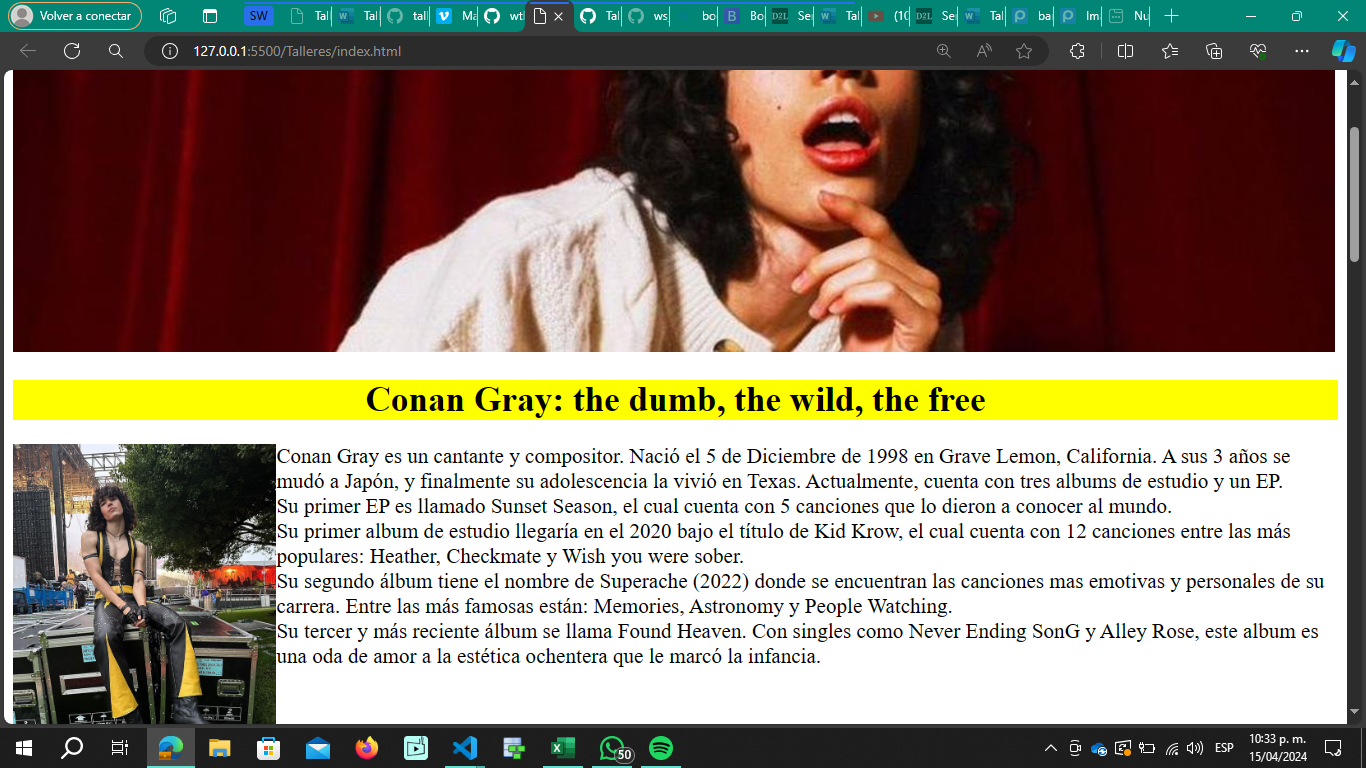 Volver a conectar
SW
Tal
Tall
tall
Ma
wt
Tal
ws
bo
Bo
Se
Tal
(10
Se
Tal
ba
Im
Nu
127.0.0.1:5500/Talleres/index.html
Conan Gray: the dumb, the wild, the free
Conan Gray es un cantante y compositor. Nació el 5 de Diciembre de 1998 en Grave Lemon, California. A sus 3 años se
mudó a Japón, y finalmente su adolescencia la vivió en Texas. Actualmente, cuenta con tres albums de estudio y un EP.
Su primer EP es llamado Sunset Season, el cual cuenta con 5 canciones que lo dieron a conocer al mundo.
Su primer album de estudio llegaría en el 2020 bajo el título de Kid Krow, el cual cuenta con 12 canciones entre las más
populares: Heather, Checkmate y Wish you were sober.
Su segundo álbum tiene el nombre de Superache (2022) donde se encuentran las canciones mas emotivas y personales de su
carrera. Entre las más famosas están: Memories, Astronomy y People Watching.
Su tercer y más reciente álbum se llama Found Heaven. Con singles como Never Ending SonG y Alley Rose, este album es
una oda de amor a la estética ochentera que le marcó la infancia.
50
ESP
10:33 p. m.
15/04/2024